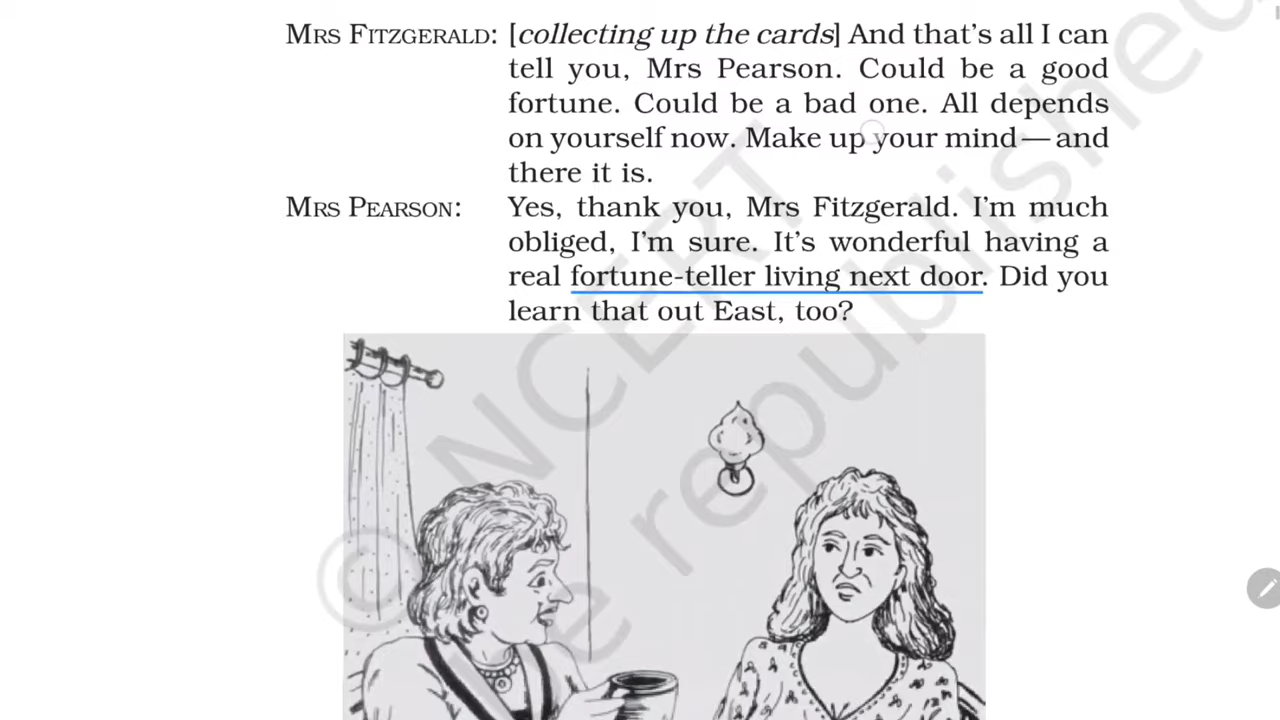 MRS FITZGERALD: [collecting up the cards] And that's all I can
tell you, Mrs Pearson. Could be a good
fortune. Could be a bad one. All depends
on yourself now. Make up your mind — and
there it is.
MRS PEARSON: Yes, thank you, Mrs Fitzgerald. I'm much
obliged, I'm sure. It's wonderful having a
real fortune-teller living next door. Did you
learn that out East, too?
© NCERT
be republished